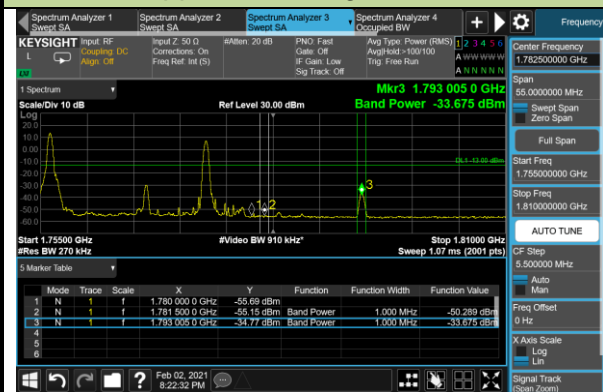 Spectrum Analyzer 1
Swept SA
Spectrum Analyzer 2
Swept SA
Spectrum Analyzer 3
Swept SA
Spectrum Analyzer 4
Occupied BW
Frequency
KEYSIGHT
L
Input: RF
Coupling: DC
Align: Off
Input Z: 50 Ω
Corrections: On
Freq Ref: Int (S)
#Atten: 20 dB
PNO: Fast
Gate: Off
IF Gain: Low
Sig Track: Off
Avg Type: Power (RMS)
Avg|Hold:>100/100
Trig: Free Run
1 2 3 4 5 6
A WW WW W
A N N N N N
1 Spectrum
Scale/Div 10 dB
Log
Ref Level 30.00 dBm
Mkr3 1.793 005 0 GHz
Band Power -33.675 dBm
20.0
10.0
0.00
-10.0
-20.0
-30.0
-40.0
-50.0
-60.0
DL1 -13.00 dBm
1
2
3
Start 1.75500 GHz
#Res BW 270 kHz
#Video BW 910 kHz*
Stop 1.81000 GHz
Sweep 1.07 ms (2001 pts)
5 Marker Table
Mode Trace Scale X Y Function Function Width Function Value
1 N 1 f 1.780 000 0 GHz -55.69 dBm
2 N 1 f 1.781 500 0 GHz -55.15 dBm Band Power 1.000 MHz -50.289 dBm
3 N 1 f 1.793 005 0 GHz -34.77 dBm Band Power 1.000 MHz -33.675 dBm
4
5
6
Feb 02, 2021
8:22:32 PM
Center Frequency
1.782500000 GHz
Span
55.0000000 MHz
Swept Span
Zero Span
Full Span
Start Freq
1.755000000 GHz
Stop Freq
1.810000000 GHz
AUTO TUNE
CF Step
5.500000 MHz
Auto
Man
Freq Offset
0 Hz
X Axis Scale
Log
Lin
Signal Track
(Span Zoom)